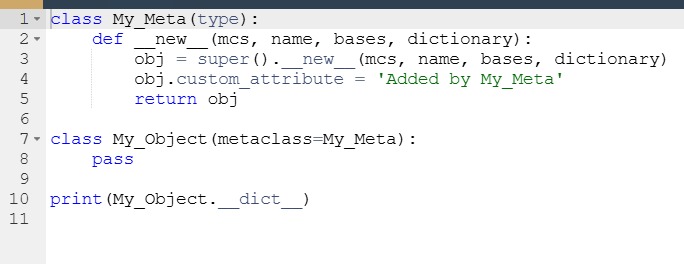 1 class My_Meta(type):
2     def __new__(mcs, name, bases, dictionary):
3         obj = super().__new__(mcs, name, bases, dictionary)
4         obj.custom_attribute = 'Added by My_Meta'
5         return obj
6
7 class My_Object(metaclass=My_Meta):
8     pass
9
10 print(My_Object.__dict__)
11